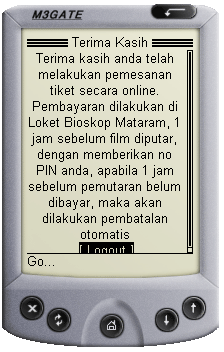 M3GATE
Terima Kasih
Terima kasih anda telah
melakukan pemesanan
tiket secara online.
Pembayaran dilakukan di
Loket Bioskop Mataram, 1
jam sebelum film diputar,
dengan memberikan no
PIN anda, apabila 1 jam
sebelum pemutaran belum
dibayar, maka akan
dilakukan pembatalan
otomatis
[ Logout ]
Go...